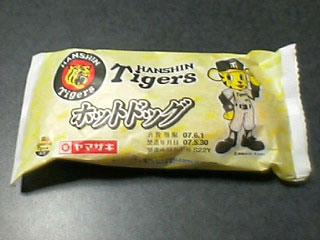 HANSHIN
Tigers
HANSHIN
Tigers
ホットドッグ
消費期限 07.6.1
製造年月日 07.5.30
ヤマザキ